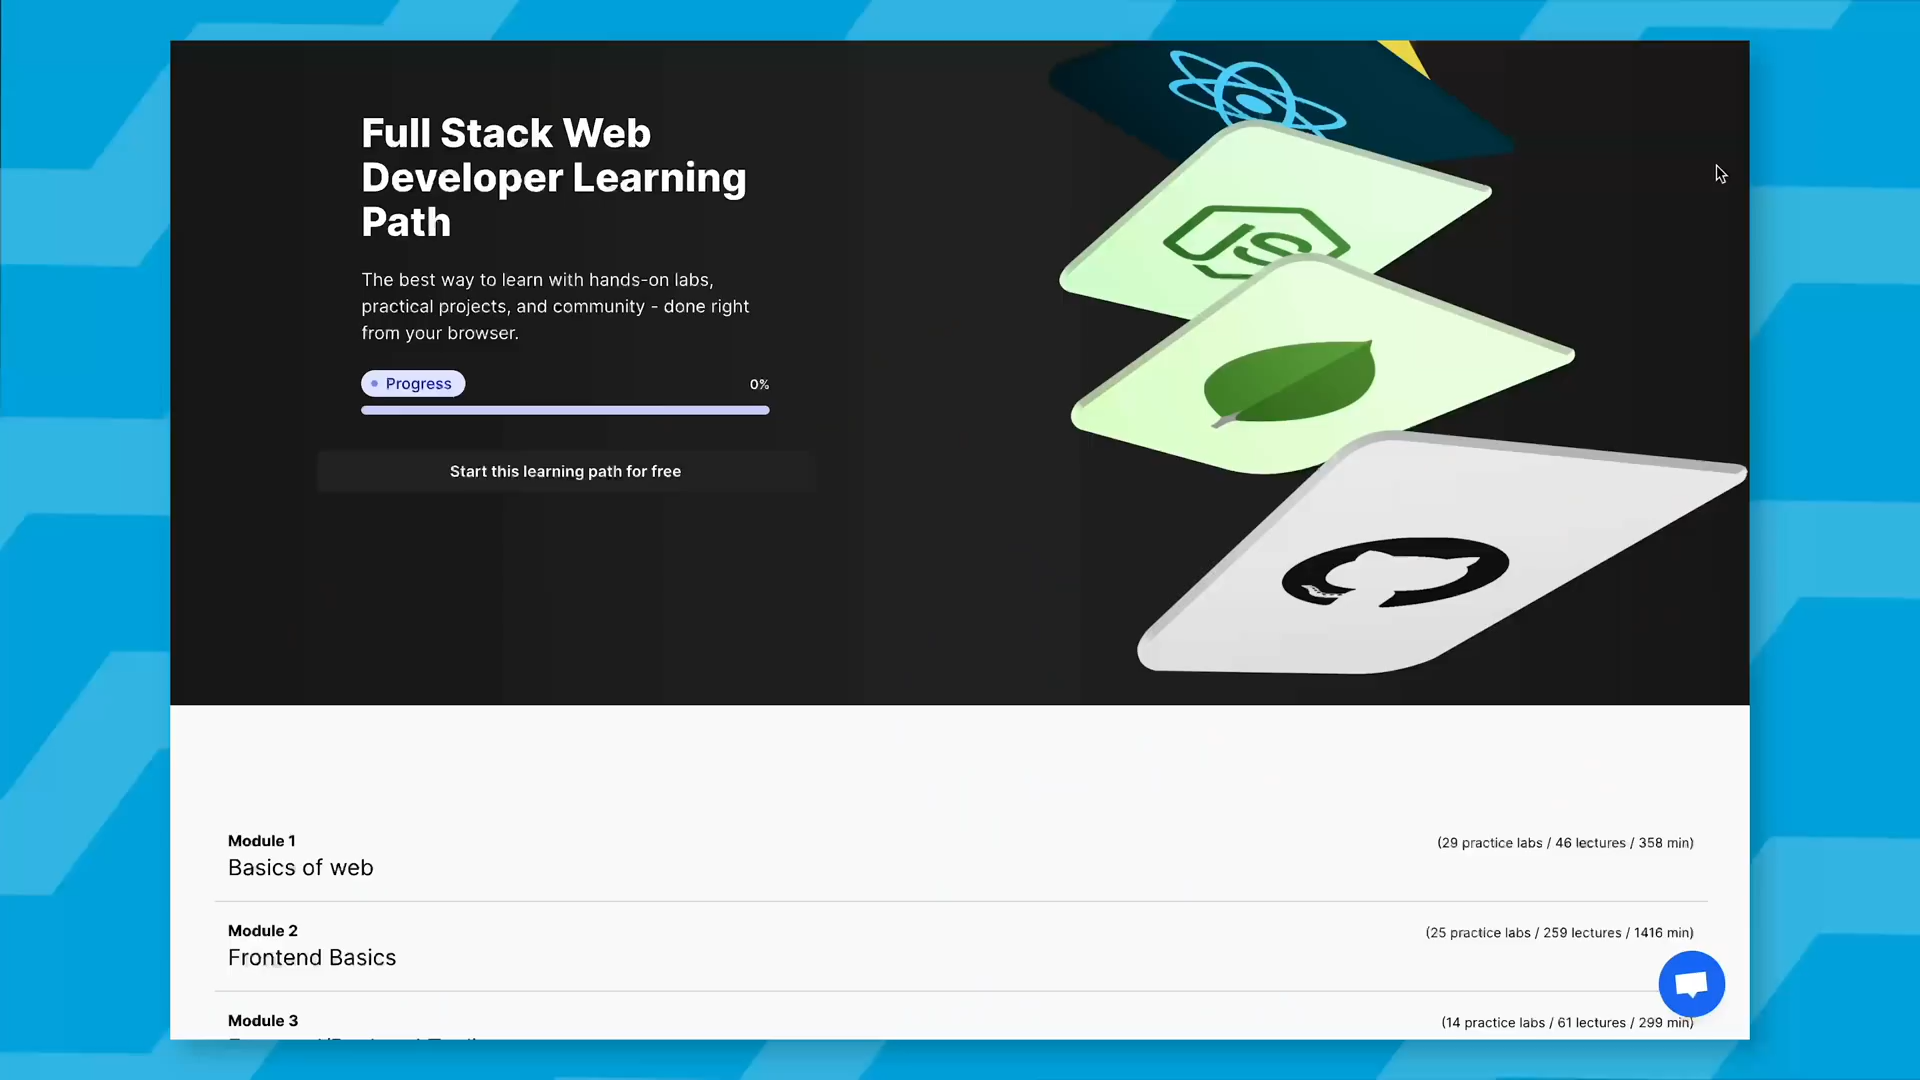 Full Stack Web
Developer Learning
Path
The best way to learn with hands-on labs,
practical projects, and community - done right
from your browser.
Progress
0%
Start this learning path for free
JS
Module 1
(29 practice labs / 46 lectures / 358 min)
Basics of web
Module 2
(25 practice labs / 259 lectures / 1416 min)
Frontend Basics
Module 3
(14 practice labs / 61 lectures / 299 min)